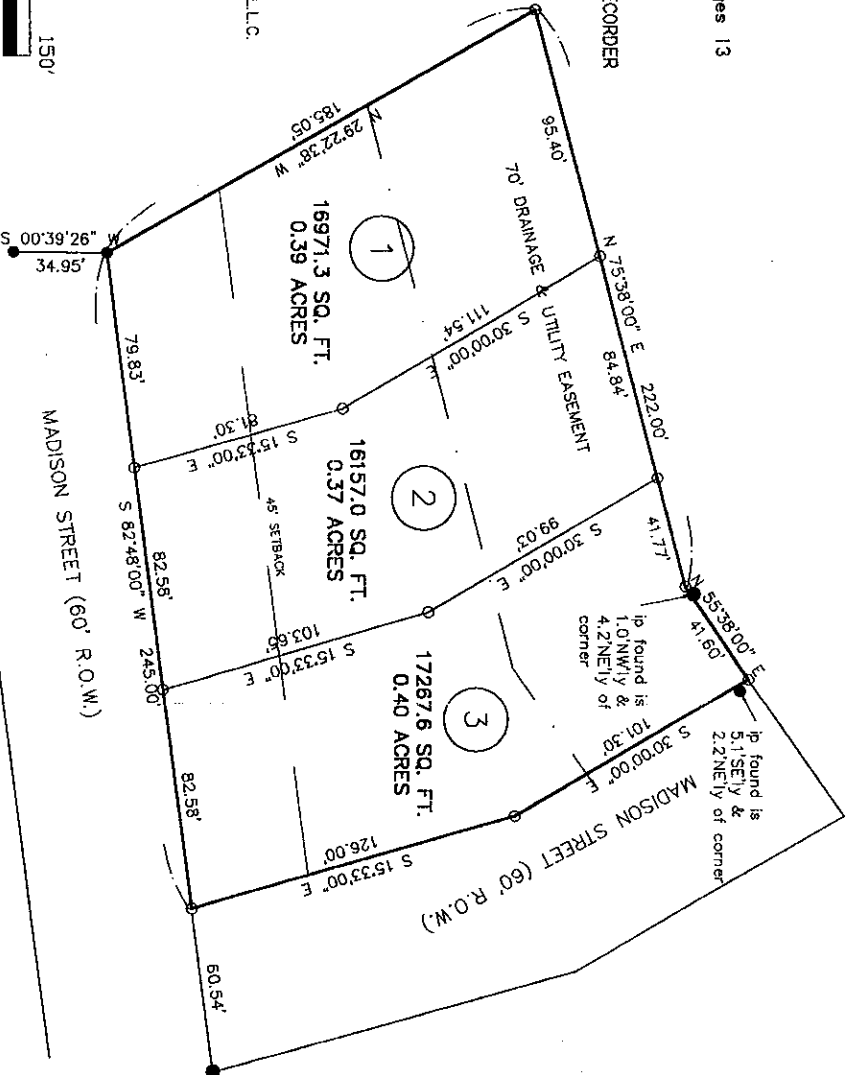 ges 13
ECORDER
E.L.C.
150'
95.40'
N 75°38'00" E 222.00'
84.84'
41.77'
N 55°38'00" E
41.60'
70' DRAINAGE & UTILITY EASEMENT
185.05'
N 29°22'38" W
1
16971.3 SQ. FT.
0.39 ACRES
111.54'
S 30°00'00" E
81.30'
S 15°33'00" E
2
16157.0 SQ. FT.
0.37 ACRES
99.03'
S 30°00'00" E
103.66'
S 15°33'00" E
45' SETBACK
3
17267.6 SQ. FT.
0.40 ACRES
ip found is
1.0'NW'ly &
4.2'NE'ly of
corner
ip found is
5.1'SE'ly &
2.2'NE'ly of corner
101.30'
S 30°00'00" E
126.00'
S 15°33'00" E
MADISON STREET (60' R.O.W.)
S 00°39'26" W
34.95'
79.83'
82.58'
S 82°48'00" W 245.00'
82.58'
60.54'
MADISON STREET (60' R.O.W.)